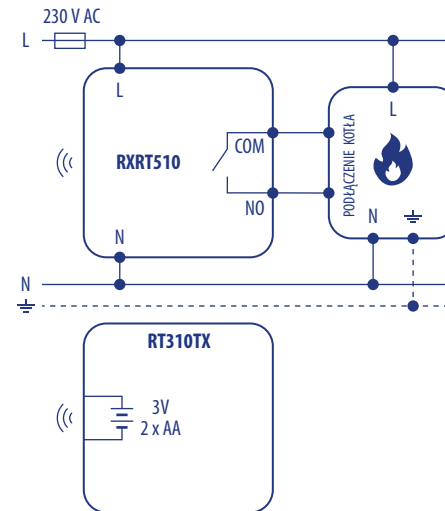 230 V AC
L
L
RXRT510
COM
NO
N
L
PODŁĄCZENIE KOTŁA
N
N
RT310TX
3V
2 x AA